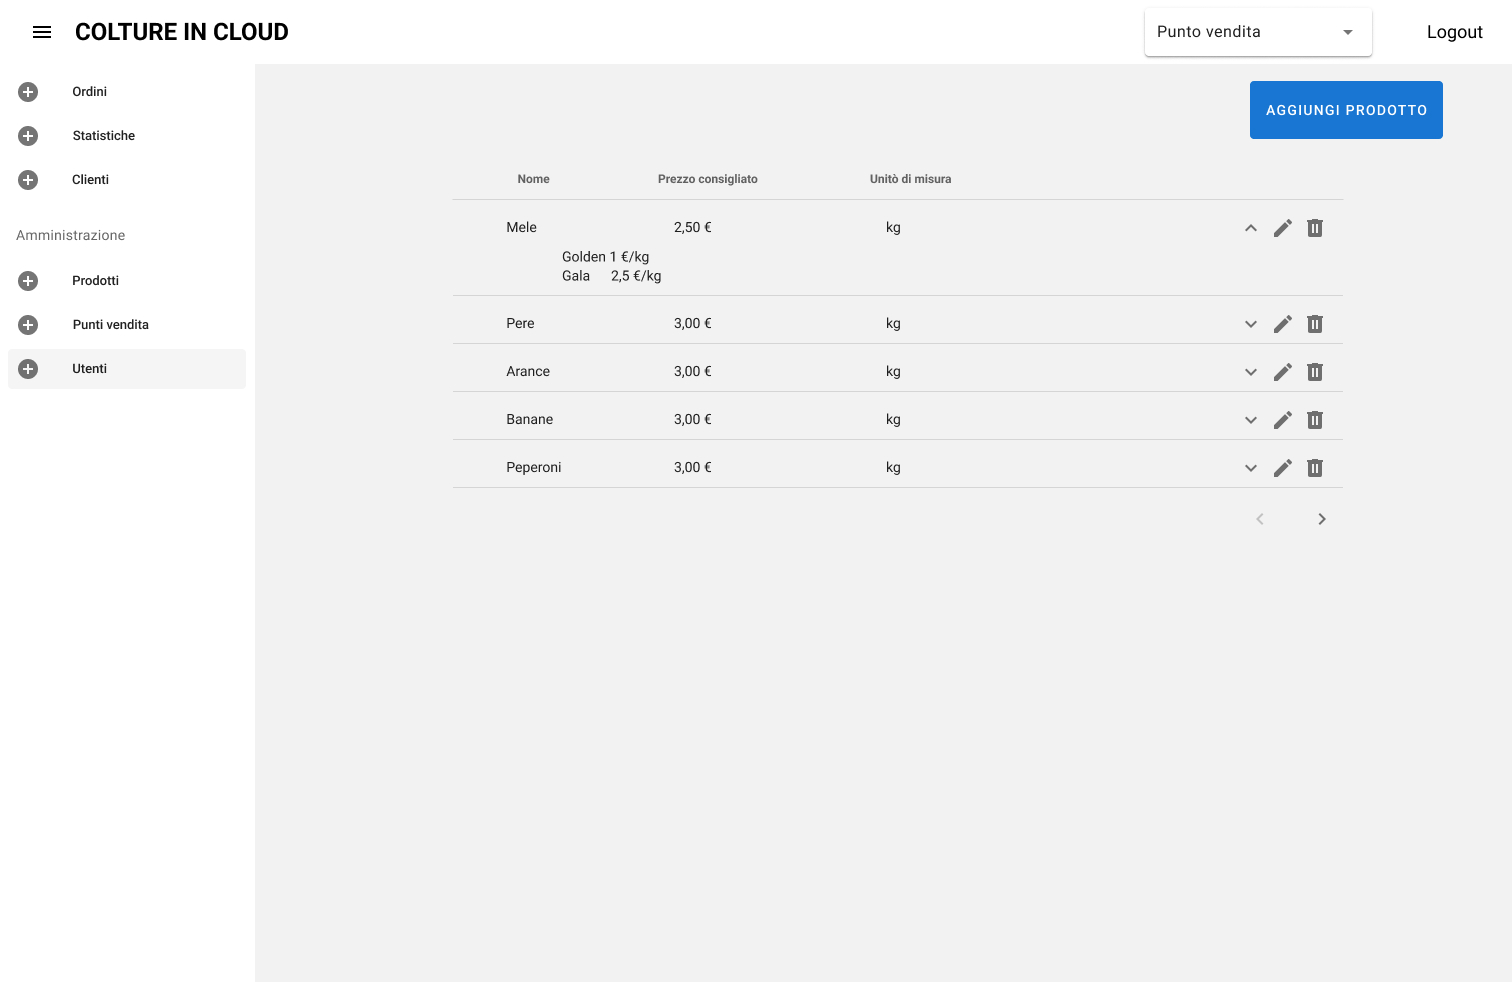 COLTURE IN CLOUD
Punto vendita
Logout
Ordini
Statistiche
Clienti
Amministrazione
Prodotti
Punti vendita
Utenti
AGGIUNGI PRODOTTO
Nome Prezzo consigliato Unitò di misura
Mele 2,50 € kg
Golden 1 €/kg
Gala 2,5 €/kg
Pere 3,00 € kg
Arance 3,00 € kg
Banane 3,00 € kg
Peperoni 3,00 € kg